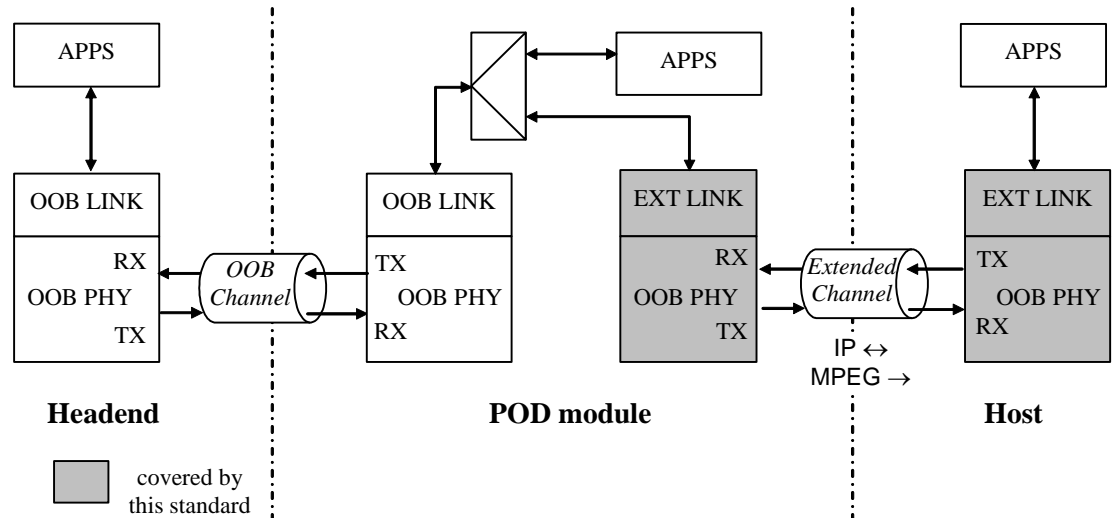 APPS
APPS
APPS
OOB LINK
OOB LINK
EXT LINK
EXT LINK
RX
OOB PHY
TX
OOB
Channel
TX
OOB PHY
RX
RX
OOB PHY
TX
Extended
Channel
TX
OOB PHY
RX
IP ↔
MPEG →
Headend
POD module
Host
covered by
this standard